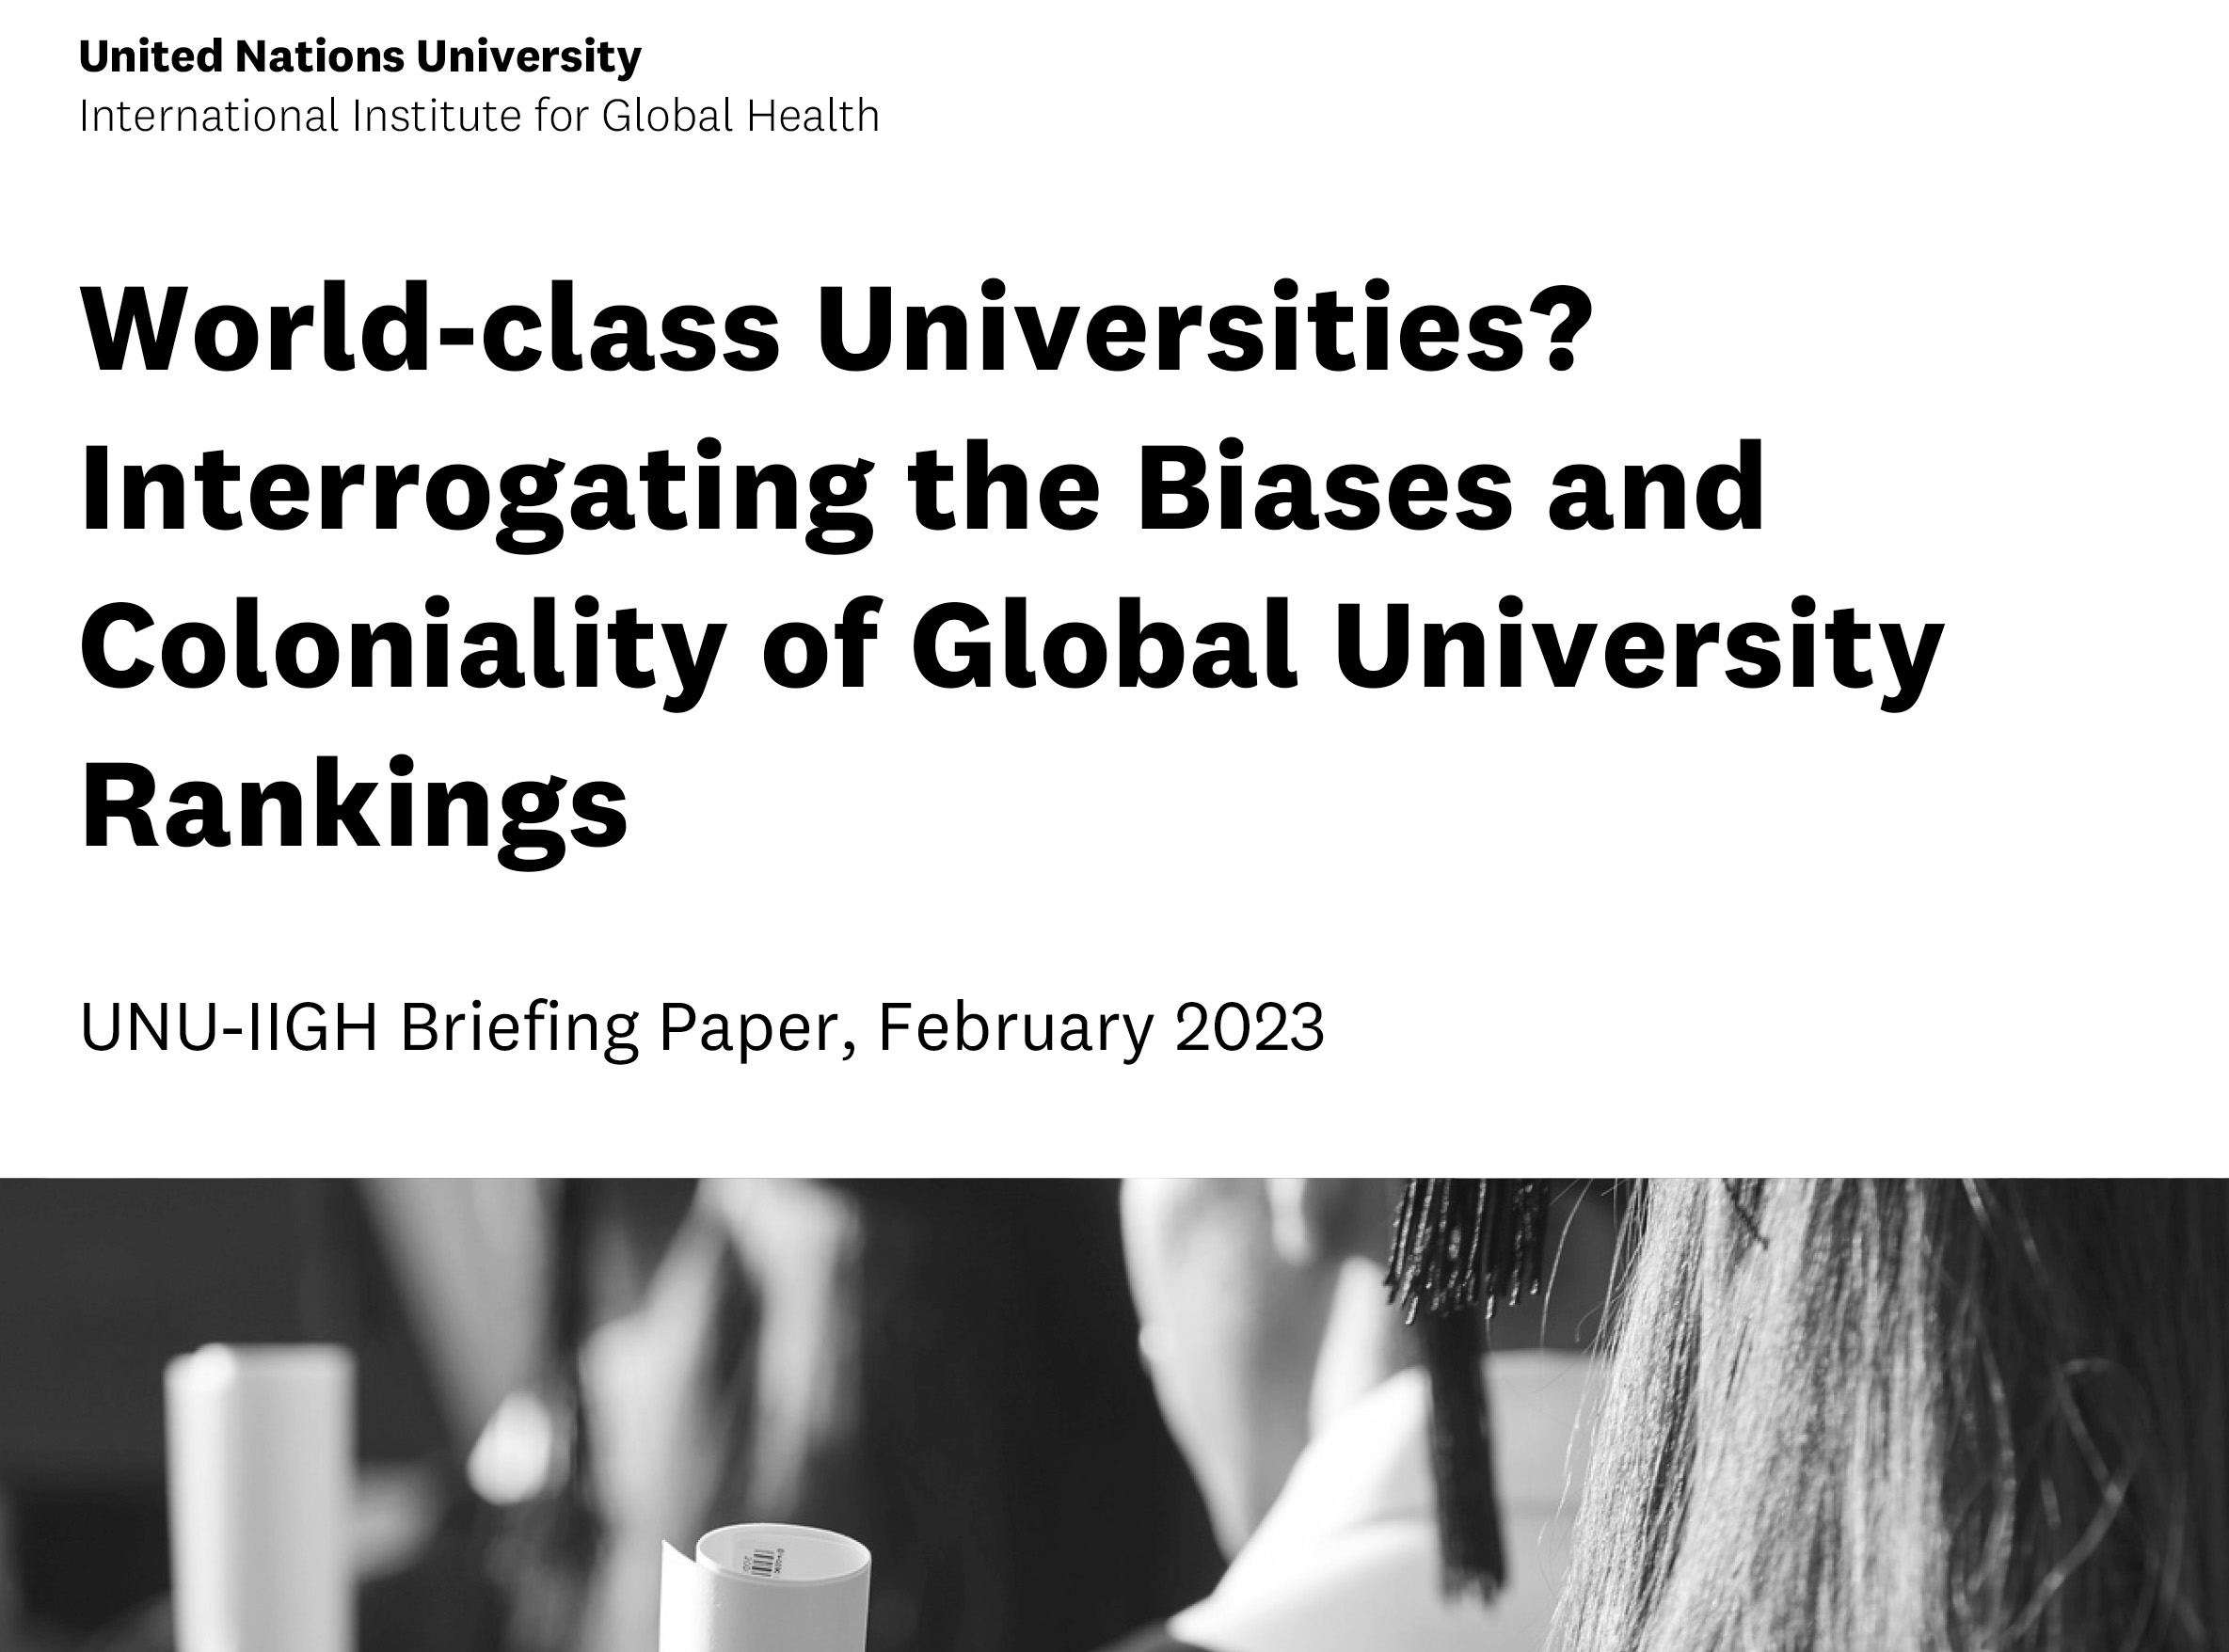 United Nations University
International Institute for Global Health
World-class Universities?
Interrogating the Biases and
Coloniality of Global University
Rankings
UNU-IIGH Briefing Paper, February 2023